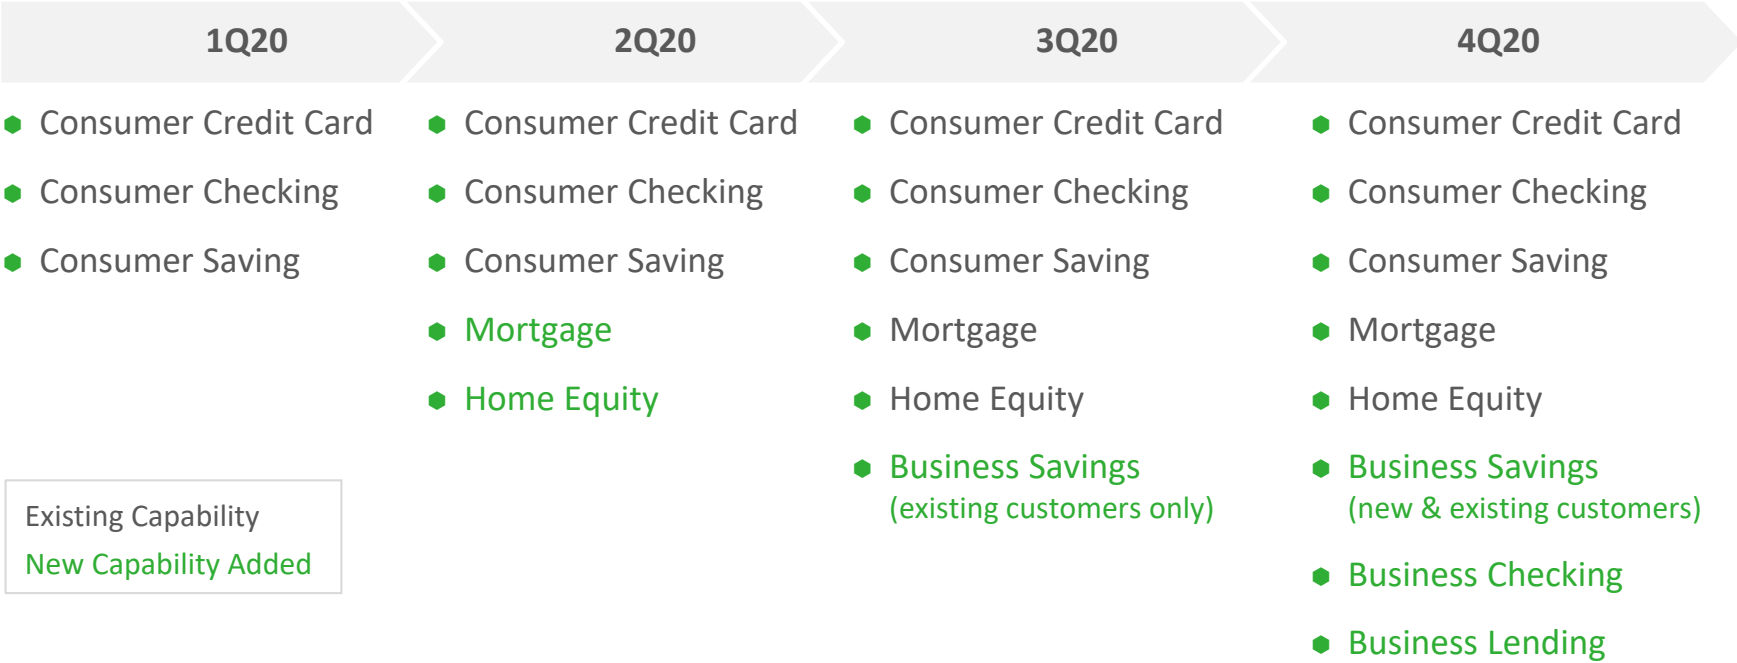 1Q20
2Q20
3Q20
4Q20
Consumer Credit Card
Consumer Checking
Consumer Saving
Consumer Credit Card
Consumer Checking
Consumer Saving
Mortgage
Home Equity
Consumer Credit Card
Consumer Checking
Consumer Saving
Mortgage
Home Equity
Business Savings
(existing customers only)
Consumer Credit Card
Consumer Checking
Consumer Saving
Mortgage
Home Equity
Business Savings
(new & existing customers)
Business Checking
Business Lending
Existing Capability
New Capability Added